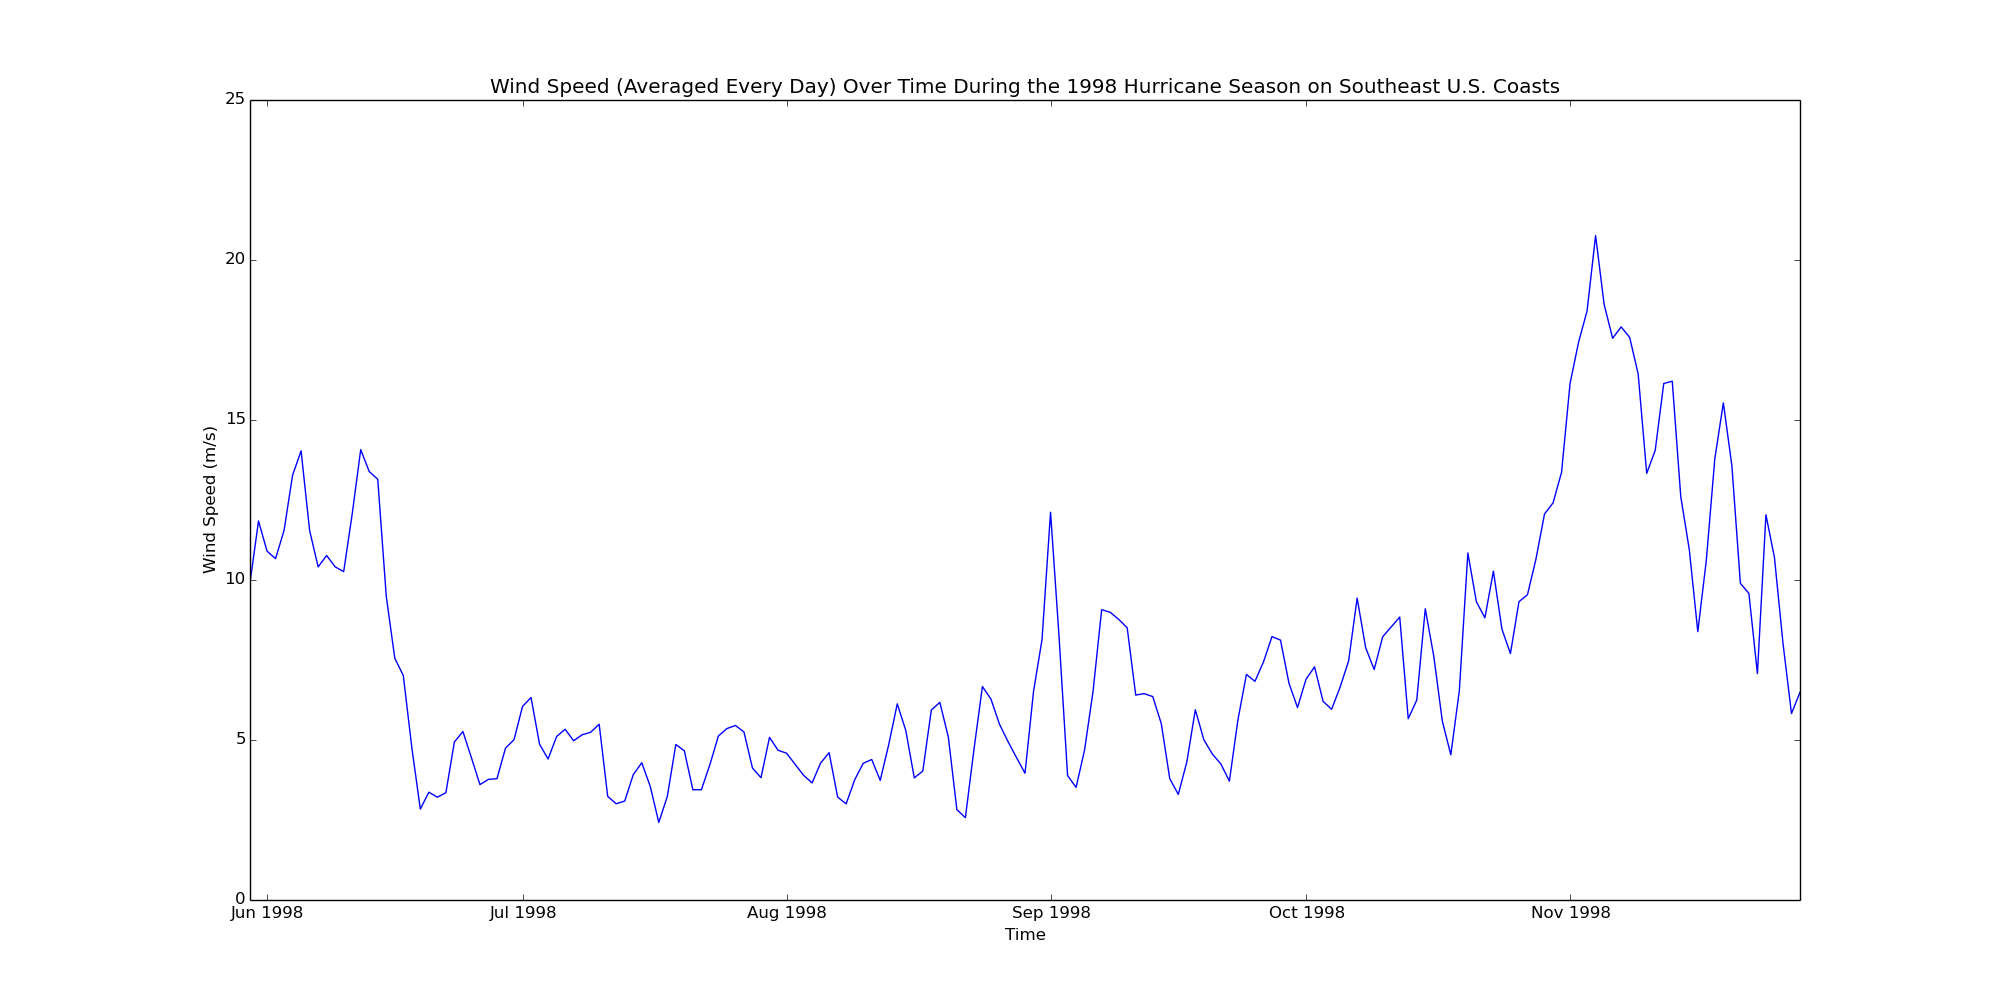 Wind Speed (Averaged Every Day) Over Time During the 1998 Hurricane Season on Southeast U.S. Coasts
25
20
15
10
5
0
Wind Speed (m/s)
Jun 1998
Jul 1998
Aug 1998
Sep 1998
Oct 1998
Nov 1998
Time